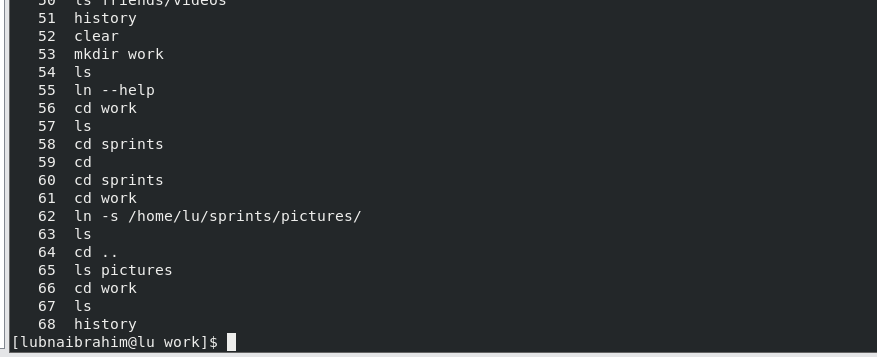 50 ls friends/videos
51 history
52 clear
53 mkdir work
54 ls
55 ln --help
56 cd work
57 ls
58 cd sprints
59 cd
60 cd sprints
61 cd work
62 ln -s /home/lu/sprints/pictures/
63 ls
64 cd ..
65 ls pictures
66 cd work
67 ls
68 history
[lubnaibrahim@lu work]$